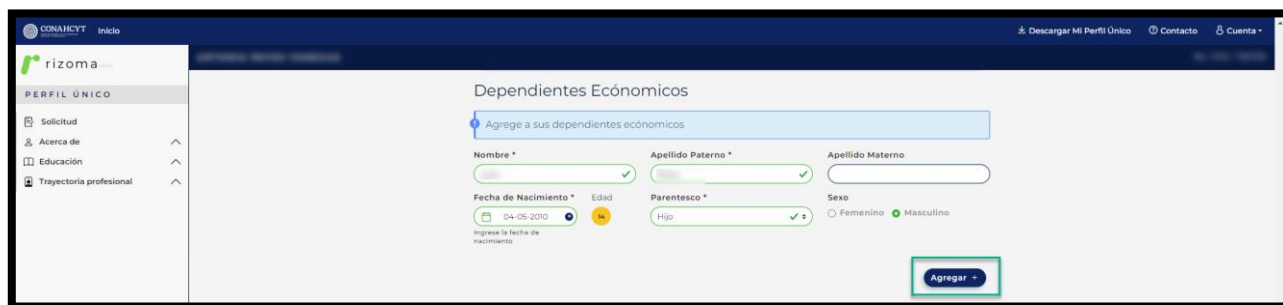 CONAHCYT Inicio Descargar Mi Perfil Único Contacto Cuenta
rizoma
PERFIL ÚNICO
Solicitud
Acerca de
Educación
Trayectoria profesional
Dependientes Ecónomicos
Agrege a sus dependientes ecónomicos
Nombre * Apellido Paterno * Apellido Materno
Fecha de Nacimiento * Edad Parentesco * Sexo
04-05-2010 14 Hijo Femenino Masculino
Ingrese la fecha de
nacimiento
Agregar +